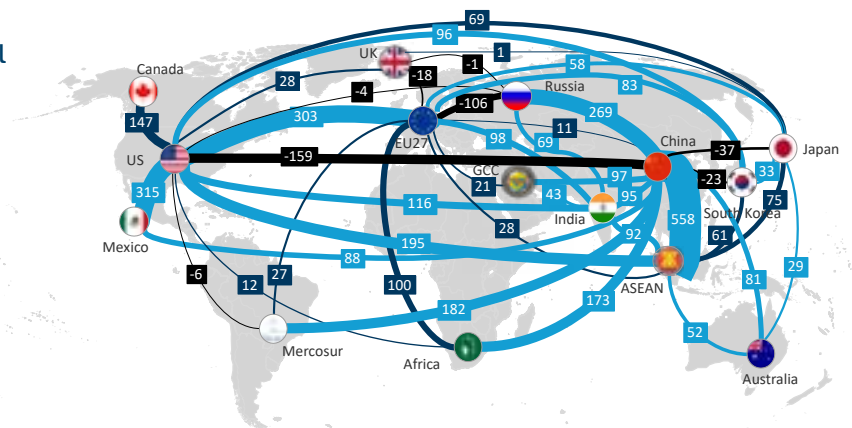 l
69
96
UK
1
Canada
-1
58
-18
28
Russia
83
-4
-106
147
303
269
11
98
69
China
EU27
-37
Japan
US
-159
GCC
97
-23
33
21
315
43
95
75
116
India
South Korea
558
28
92
61
Mexico
195
88
ASEAN
29
-6
27
81
12
100
182
173
52
Mercosur
Africa
Australia